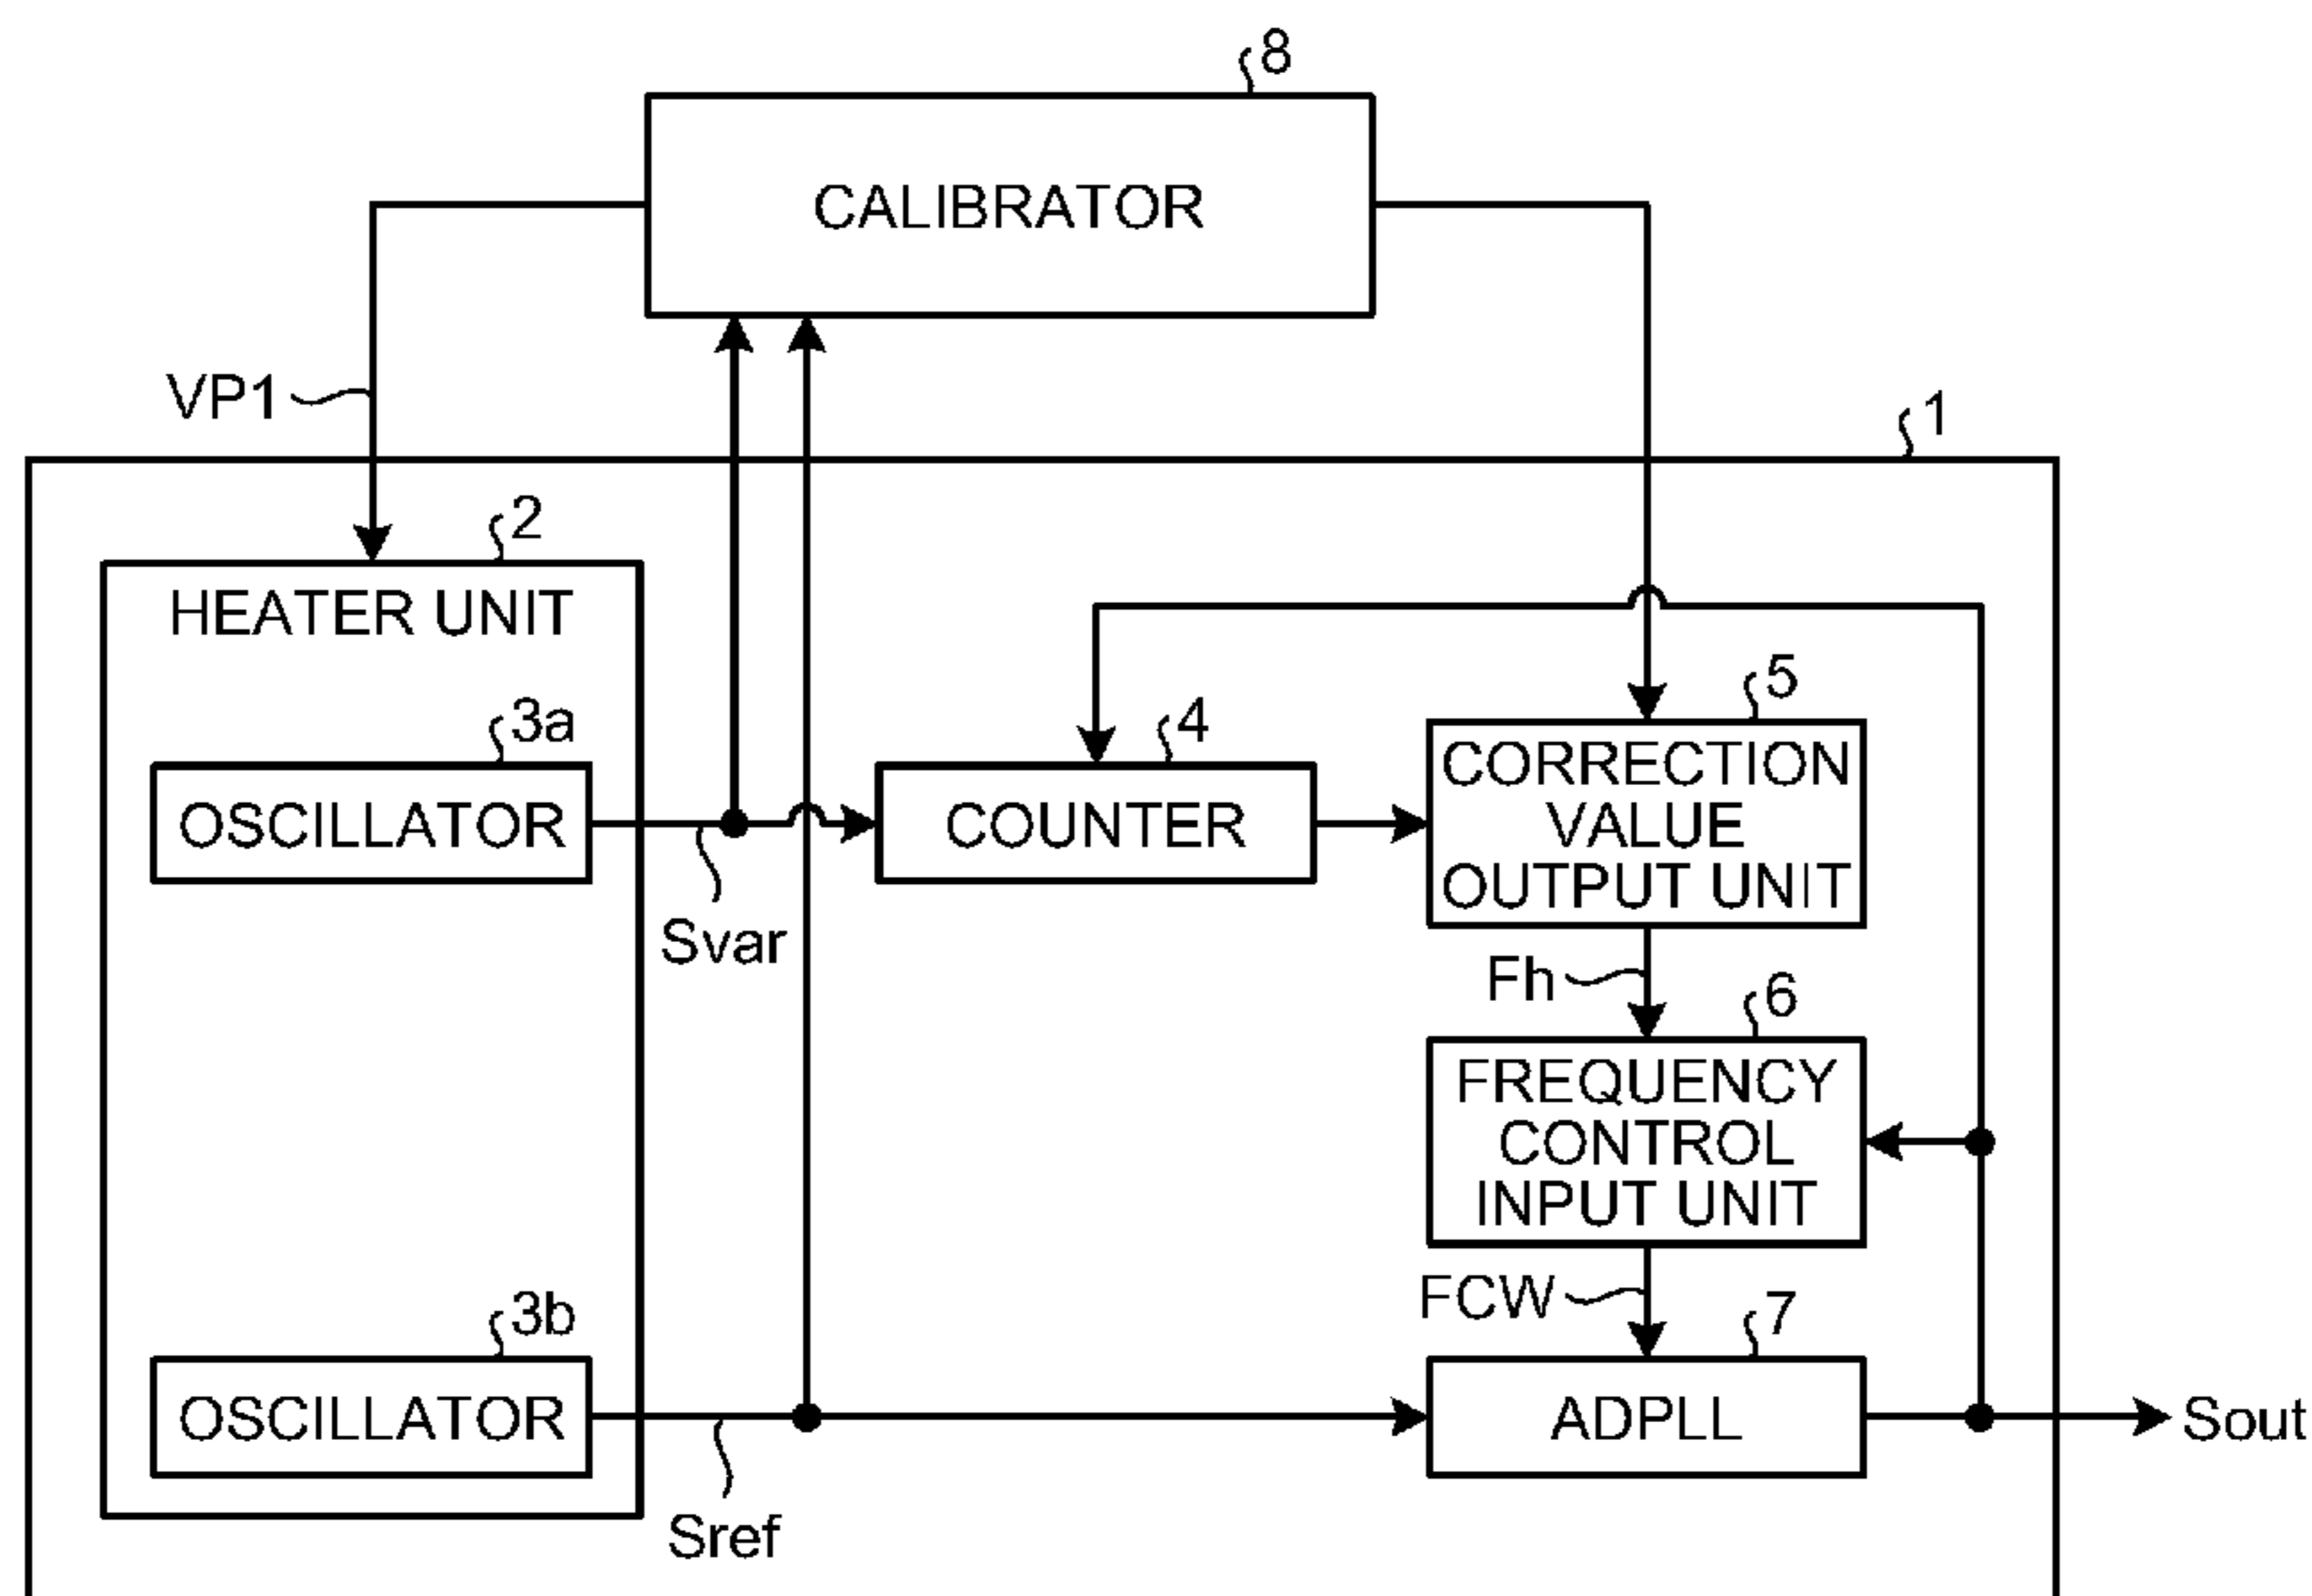 8
CALIBRATOR
VP1
1
2
HEATER UNIT
3a
OSCILLATOR
Svar
4
COUNTER
5
CORRECTION
VALUE
OUTPUT UNIT
Fh
6
FREQUENCY
CONTROL
INPUT UNIT
FCW
3b
OSCILLATOR
Sref
7
ADPLL
Sout